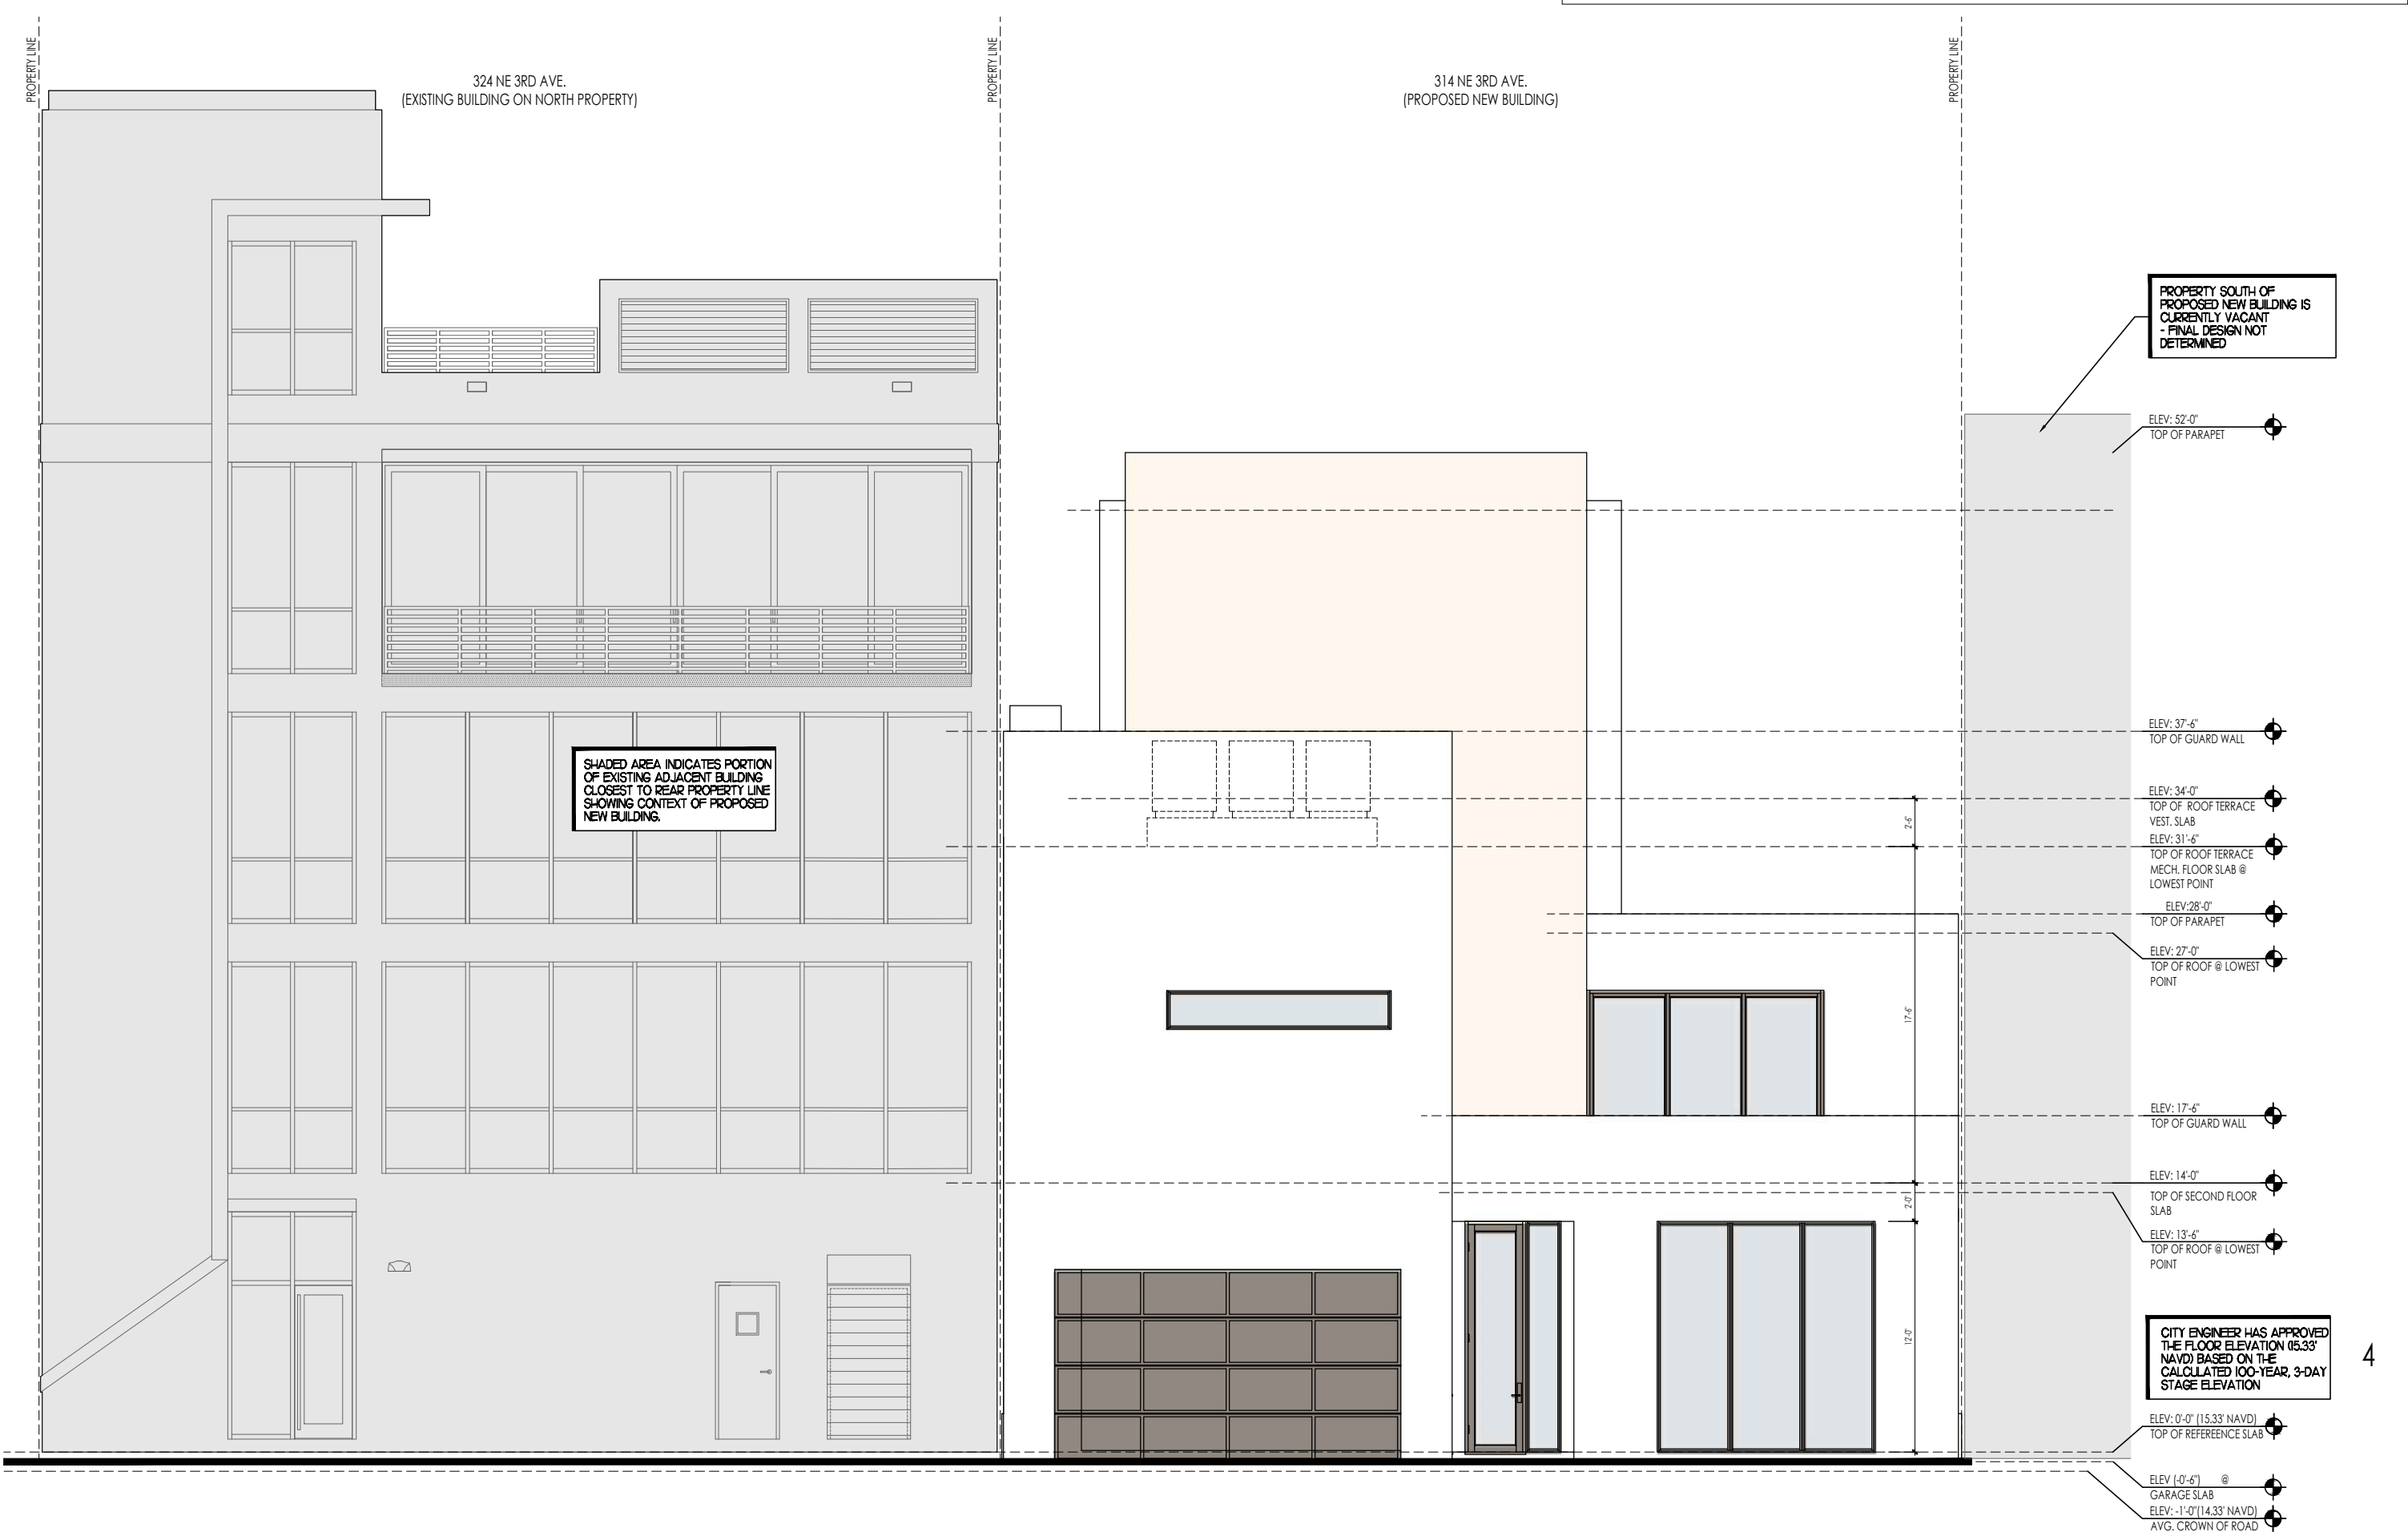 PROPERTY LINE
324 NE 3RD AVE.
(EXISTING BUILDING ON NORTH PROPERTY)
PROPERTY LINE
314 NE 3RD AVE.
(PROPOSED NEW BUILDING)
PROPERTY LINE
PROPERTY SOUTH OF
PROPOSED NEW BUILDING IS
CURRENTLY VACANT
- FINAL DESIGN NOT
DETERMINED
ELEV: 52'-0"
TOP OF PARAPET
SHADED AREA INDICATES PORTION
OF EXISTING ADJACENT BUILDING
CLOSEST TO REAR PROPERTY LINE
SHOWING CONTEXT OF PROPOSED
NEW BUILDING.
ELEV: 37'-6"
TOP OF GUARD WALL
ELEV: 34'-0"
TOP OF ROOF TERRACE
VEST. SLAB
2'-6"
ELEV: 31'-6"
TOP OF ROOF TERRACE
MECH. FLOOR SLAB @
LOWEST POINT
ELEV:28'-0"
TOP OF PARAPET
ELEV: 27'-0"
TOP OF ROOF @ LOWEST
POINT
17'-6"
ELEV: 17'-6"
TOP OF GUARD WALL
ELEV: 14'-0"
TOP OF SECOND FLOOR
SLAB
2'-0"
ELEV: 13'-6"
TOP OF ROOF @ LOWEST
POINT
12'-0"
CITY ENGINEER HAS APPROVED
THE FLOOR ELEVATION (15.33'
NAVD) BASED ON THE
CALCULATED 100-YEAR, 3-DAY
STAGE ELEVATION
4
ELEV: 0'-0" (15.33' NAVD)
TOP OF REFEREENCE SLAB
ELEV (-0'-6") @
GARAGE SLAB
ELEV: -1'-0"(14.33' NAVD)
AVG. CROWN OF ROAD